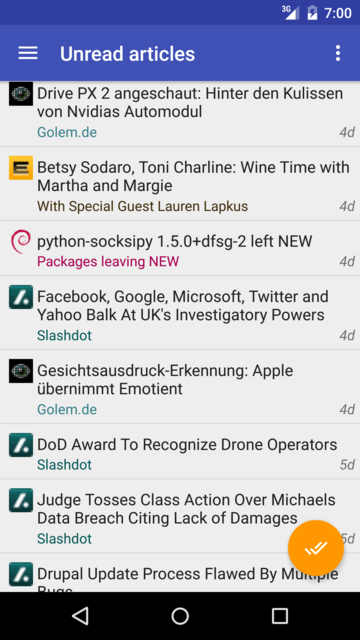 3G 7:00
Unread articles
Drive PX 2 angeschaut: Hinter den Kulissen
von Nvidias Automodul
Golem.de 4d
Betsy Sodaro, Toni Charline: Wine Time with
Martha and Margie
With Special Guest Lauren Lapkus 4d
python-socksipy 1.5.0+dfsg-2 left NEW
Packages leaving NEW 4d
Facebook, Google, Microsoft, Twitter and
Yahoo Balk At UK's Investigatory Powers
Slashdot 4d
Gesichtsausdruck-Erkennung: Apple
übernimmt Emotient
Golem.de 4d
DoD Award To Recognize Drone Operators
Slashdot 5d
Judge Tosses Class Action Over Michaels
Data Breach Citing Lack of Damages
Slashdot 5d
Drupal Update Process Flawed By Multiple
Bugs